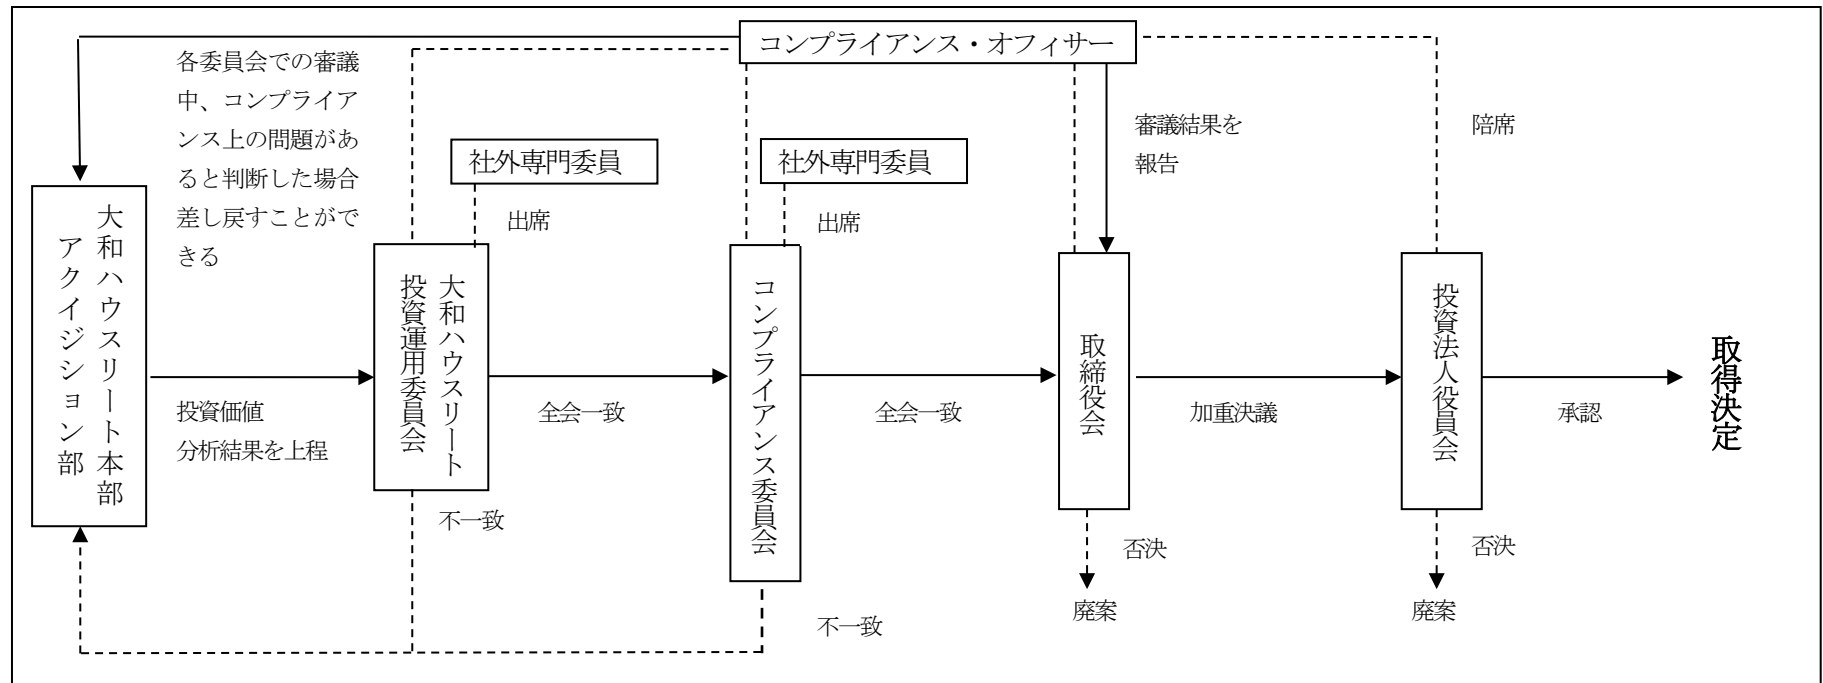 コンプライアンス・オフィサー
各委員会での審議
中、コンプライア
ンス上の問題があ
ると判断した場合
差し戻すことがで
きる
審議結果を
報告
陪席
社外専門委員
社外専門委員
出席
出席
大和ハウスリート本部
アクイジション部
大和ハウスリート
投資運用委員会
コンプライアンス委員会
取締役会
投資法人役員会
取得決定
投資価値
分析結果を上程
全会一致
全会一致
加重決議
承認
不一致
不一致
否決
否決
廃案
廃案